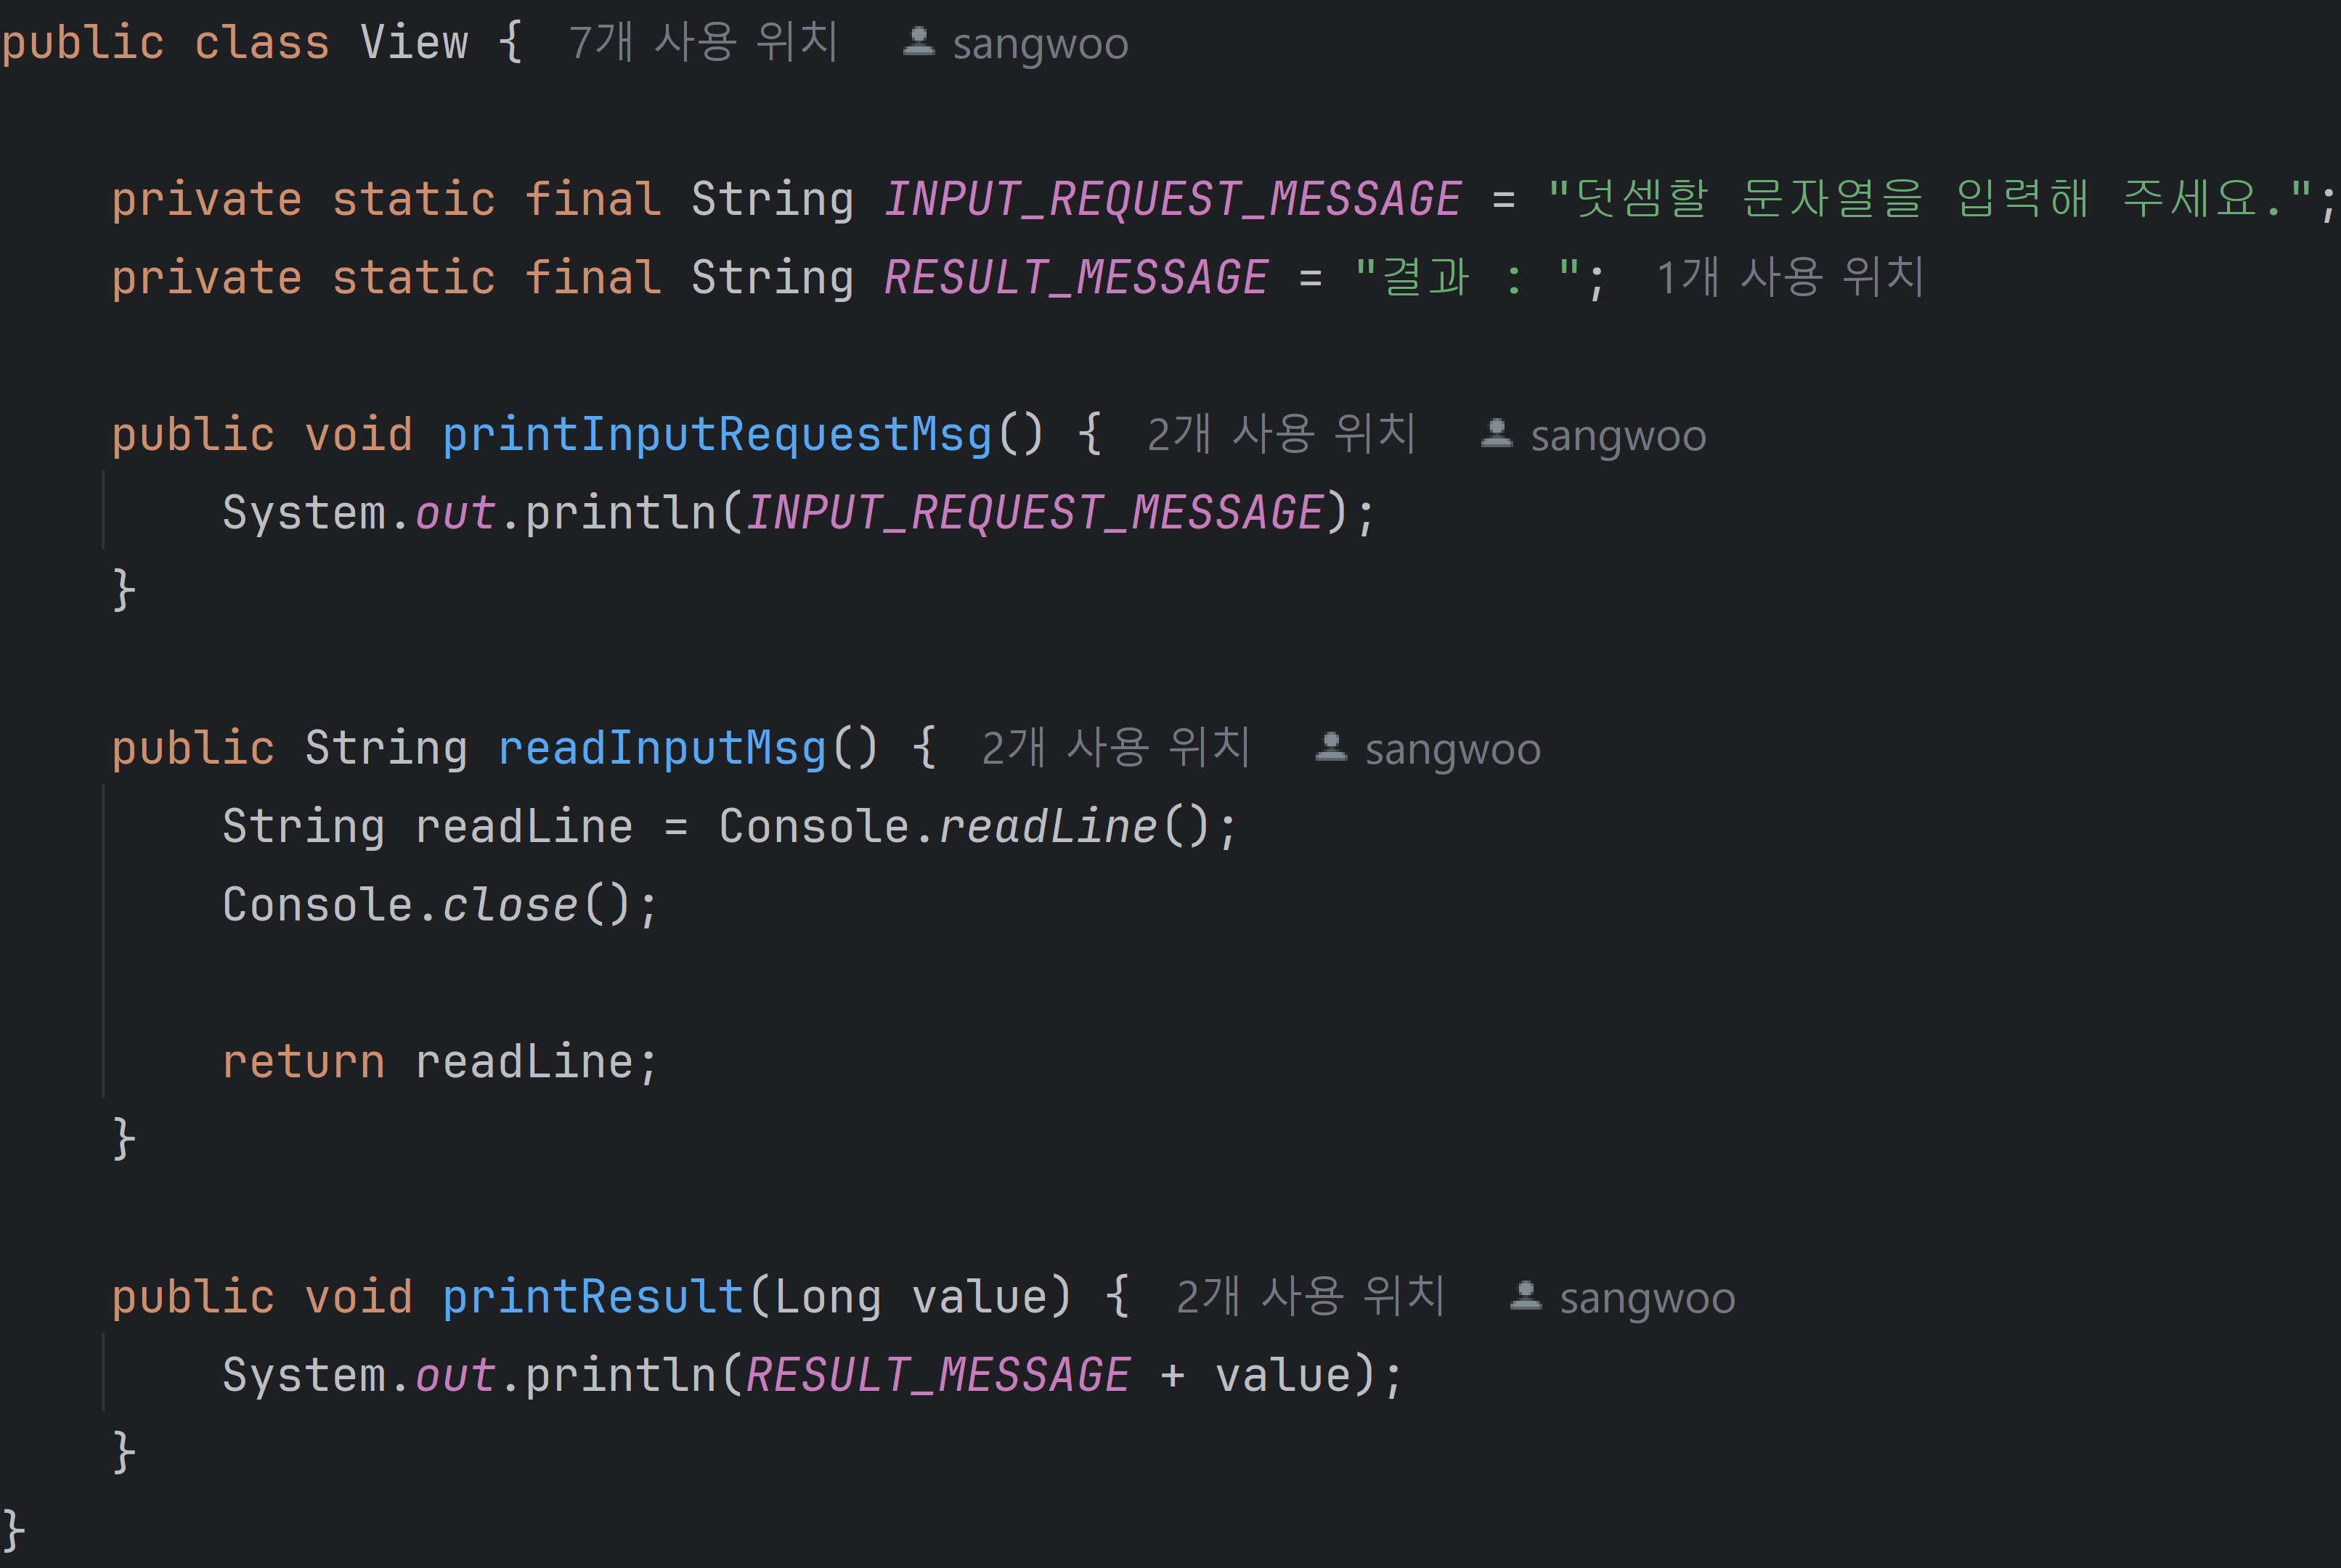 public class View { 7개 사용 위치 sangwoo
private static final String INPUT_REQUEST_MESSAGE = "덧셈할 문자열을 입력해 주세요.";
private static final String RESULT_MESSAGE = "결과 : "; 1개 사용 위치
public void printInputRequestMsg() { 2개 사용 위치 sangwoo
System.out.println(INPUT_REQUEST_MESSAGE);
}
public String readInputMsg() { 2개 사용 위치 sangwoo
String readLine = Console.readLine();
Console.close();
return readLine;
}
public void printResult(Long value) { 2개 사용 위치 sangwoo
System.out.println(RESULT_MESSAGE + value);
}
}